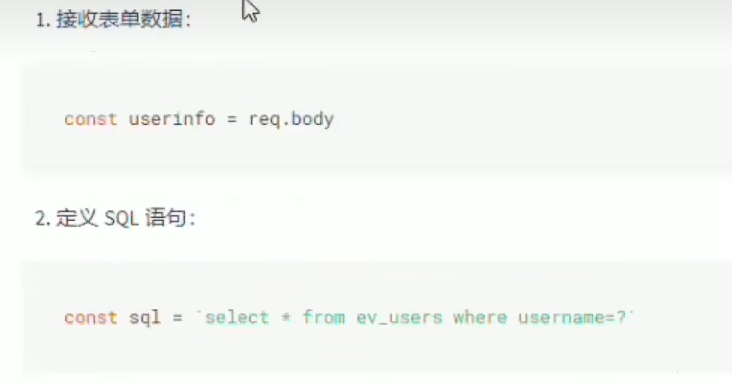 1. 接收表单数据：
const userinfo = req.body
2. 定义 SQL 语句：
const sql = `select * from ev_users where username=?`